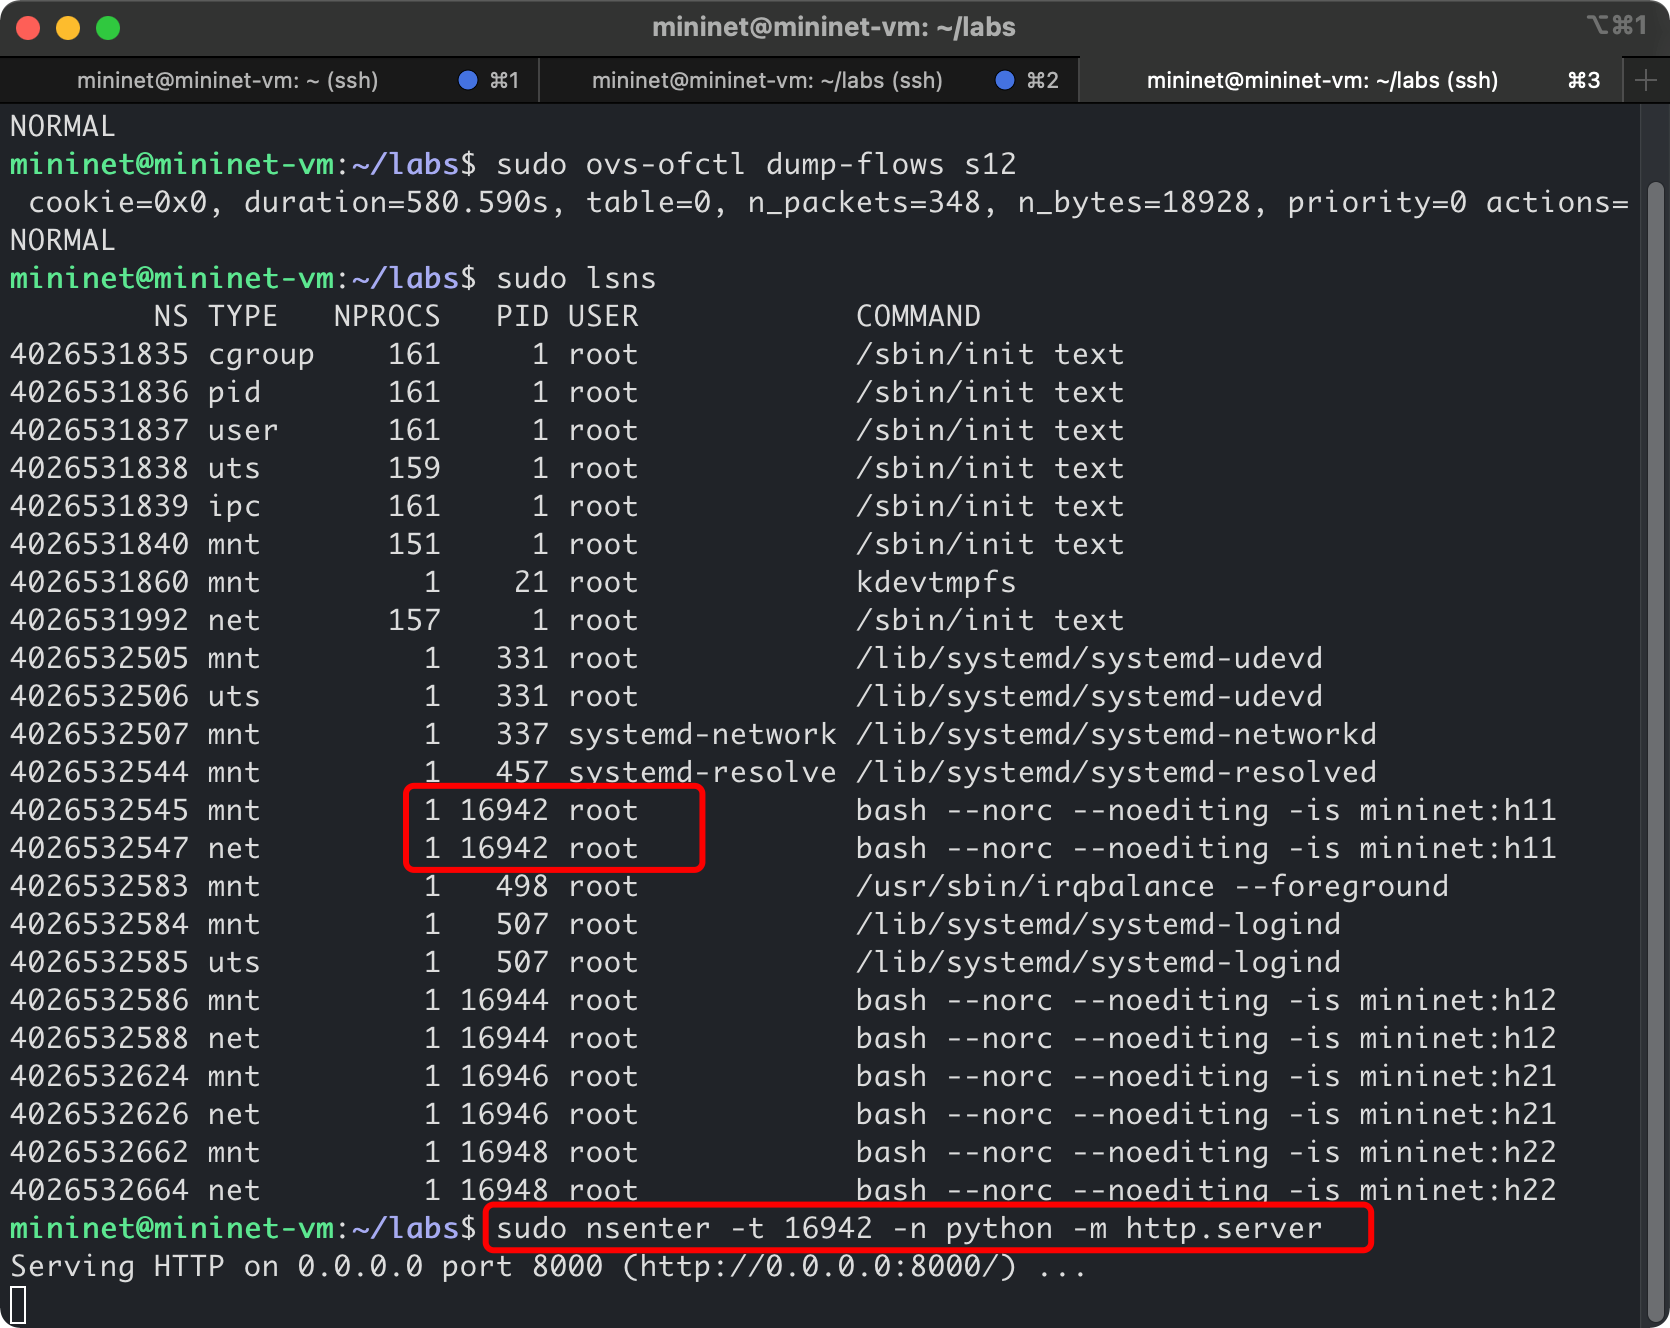 mininet@mininet-vm: ~/labs
⌥⌘1
mininet@mininet-vm: ~ (ssh) ⌘1
mininet@mininet-vm: ~/labs (ssh) ⌘2
mininet@mininet-vm: ~/labs (ssh) ⌘3
NORMAL
mininet@mininet-vm:~/labs$ sudo ovs-ofctl dump-flows s12
 cookie=0x0, duration=580.590s, table=0, n_packets=348, n_bytes=18928, priority=0 actions=
NORMAL
mininet@mininet-vm:~/labs$ sudo lsns
        NS TYPE   NPROCS   PID USER            COMMAND
4026531835 cgroup    161     1 root            /sbin/init text
4026531836 pid       161     1 root            /sbin/init text
4026531837 user      161     1 root            /sbin/init text
4026531838 uts       159     1 root            /sbin/init text
4026531839 ipc       161     1 root            /sbin/init text
4026531840 mnt       151     1 root            /sbin/init text
4026531860 mnt         1    21 root            kdevtmpfs
4026531992 net       157     1 root            /sbin/init text
4026532505 mnt         1   331 root            /lib/systemd/systemd-udevd
4026532506 uts         1   331 root            /lib/systemd/systemd-udevd
4026532507 mnt         1   337 systemd-network /lib/systemd/systemd-networkd
4026532544 mnt         1   457 systemd-resolve /lib/systemd/systemd-resolved
4026532545 mnt         1 16942 root            bash --norc --noediting -is mininet:h11
4026532547 net         1 16942 root            bash --norc --noediting -is mininet:h11
4026532583 mnt         1   498 root            /usr/sbin/irqbalance --foreground
4026532584 mnt         1   507 root            /lib/systemd/systemd-logind
4026532585 uts         1   507 root            /lib/systemd/systemd-logind
4026532586 mnt         1 16944 root            bash --norc --noediting -is mininet:h12
4026532588 net         1 16944 root            bash --norc --noediting -is mininet:h12
4026532624 mnt         1 16946 root            bash --norc --noediting -is mininet:h21
4026532626 net         1 16946 root            bash --norc --noediting -is mininet:h21
4026532662 mnt         1 16948 root            bash --norc --noediting -is mininet:h22
4026532664 net         1 16948 root            bash --norc --noediting -is mininet:h22
mininet@mininet-vm:~/labs$ sudo nsenter -t 16942 -n python -m http.server
Serving HTTP on 0.0.0.0 port 8000 (http://0.0.0.0:8000/) ...